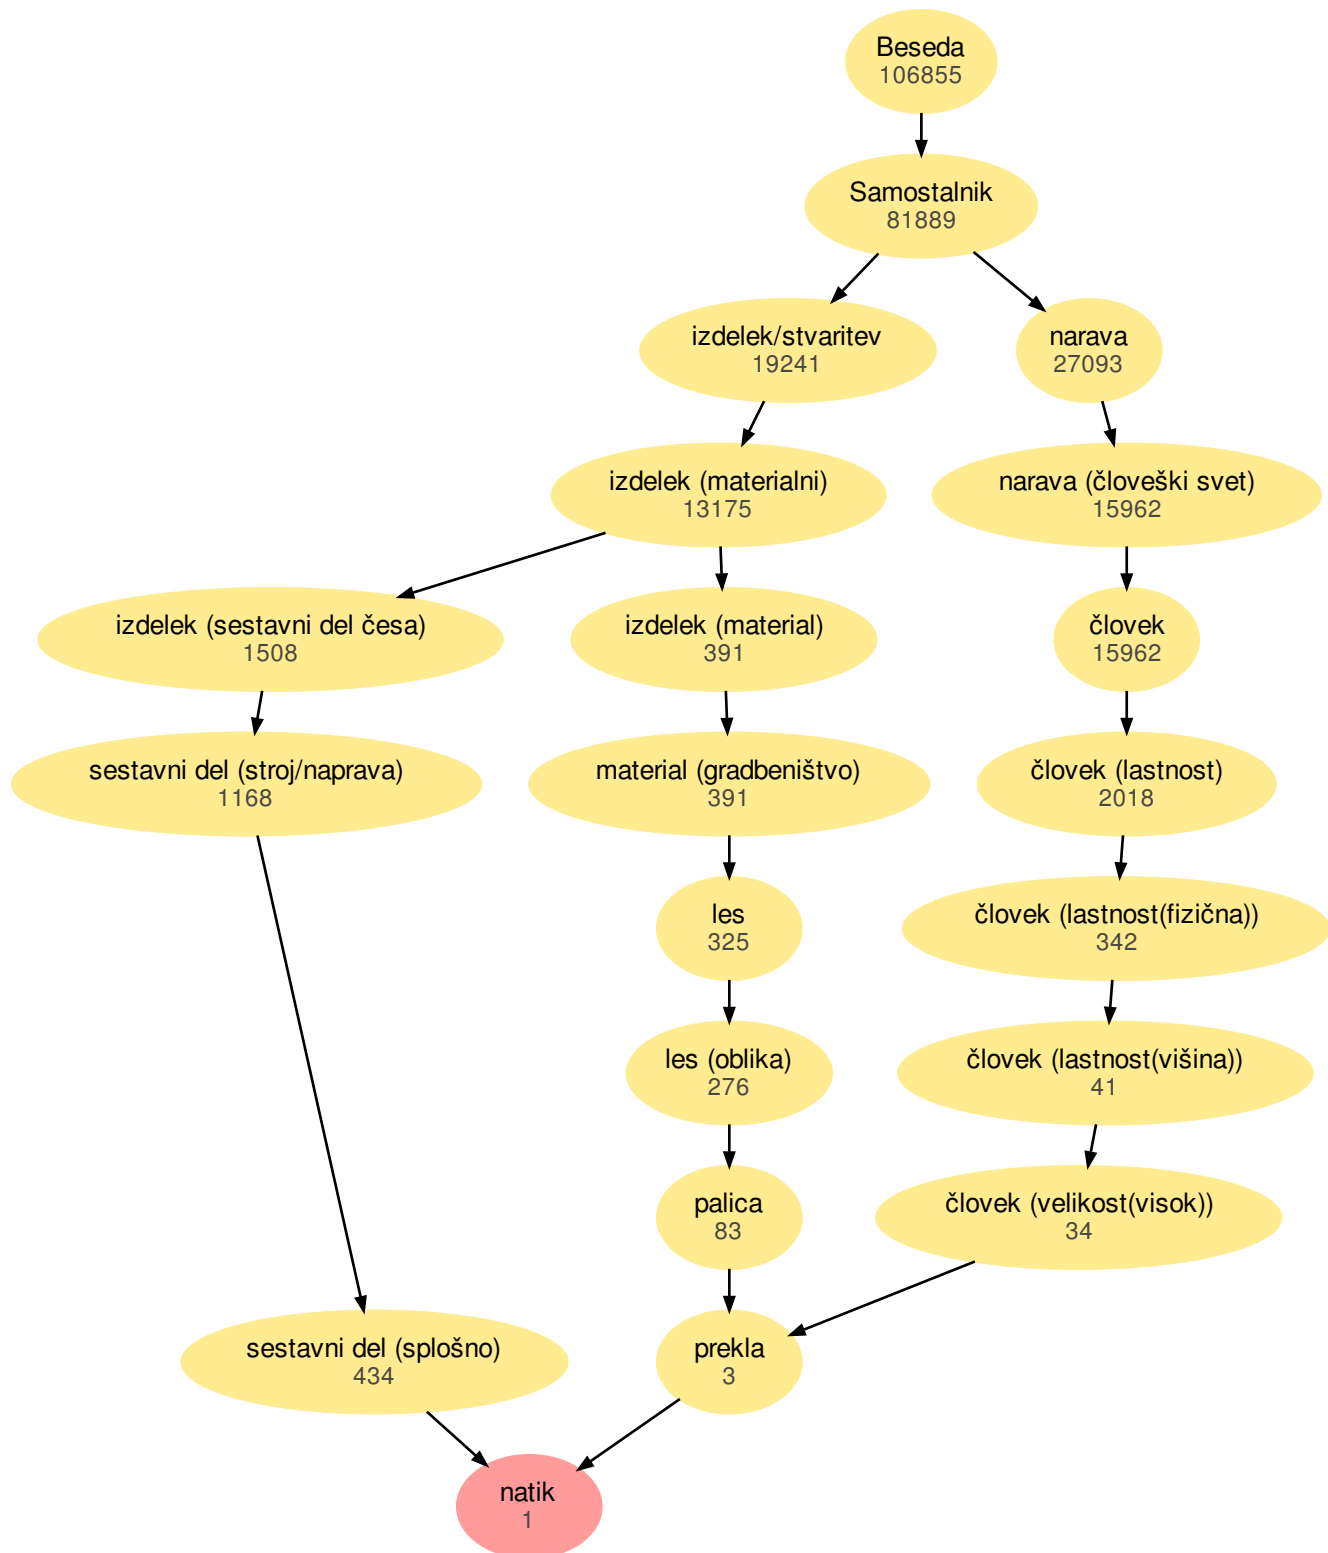 Beseda
106855
Samostalnik
81889
izdelek/stvaritev
19241
narava
27093
izdelek (materialni)
13175
narava (človeški svet)
15962
izdelek (sestavni del česa)
1508
izdelek (material)
391
človek
15962
sestavni del (stroj/naprava)
1168
material (gradbeništvo)
391
človek (lastnost)
2018
les
325
človek (lastnost(fizična))
342
les (oblika)
276
človek (lastnost(višina))
41
palica
83
človek (velikost(visok))
34
sestavni del (splošno)
434
prekla
3
natik
1